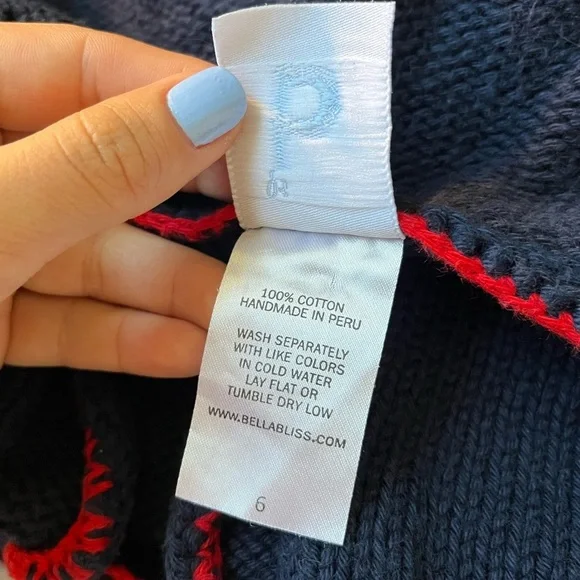 100% COTTON
HANDMADE IN PERU
WASH SEPARATELY
WITH LIKE COLORS
IN COLD WATER
LAY FLAT OR
TUMBLE DRY LOW
WWW.BELLABLISS.COM
6